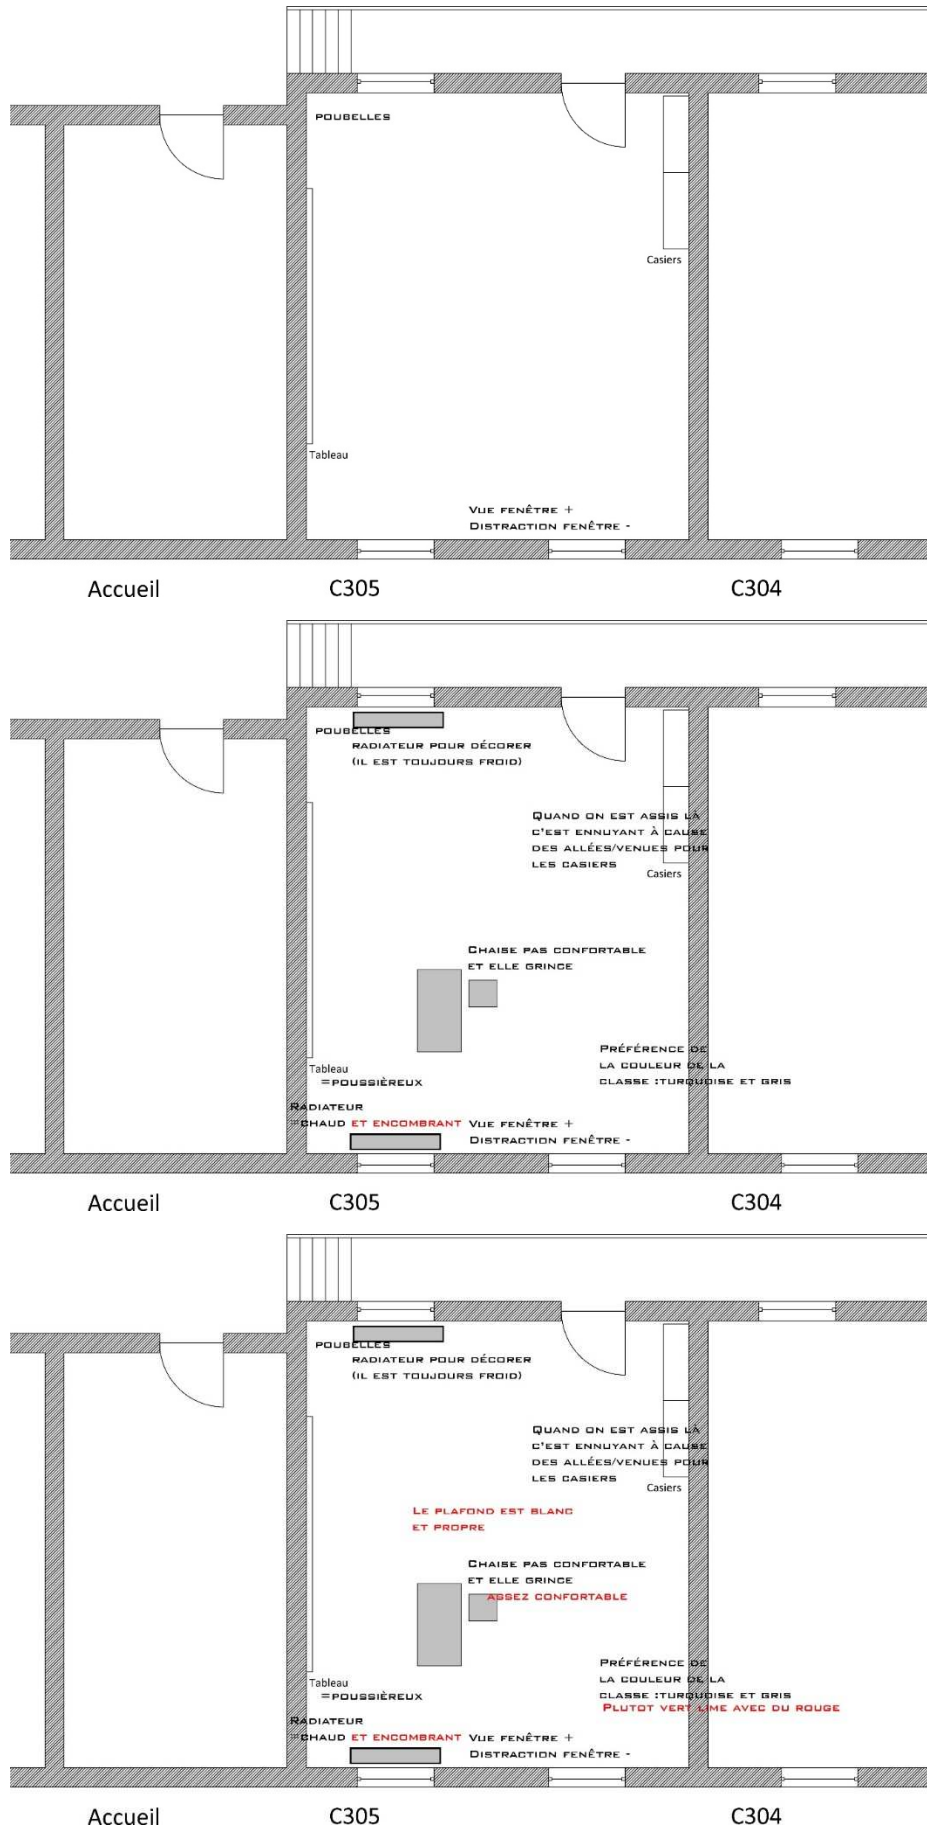 POUBELLES
Casiers
Tableau
VUE FENÊTRE +
DISTRACTION FENÊTRE -
Accueil
C305
C304
POUBELLES
RADIATEUR POUR DÉCORER
(IL EST TOUJOURS FROID)
QUAND ON EST ASSIS LÀ
C'EST ENNUYANT À CAUSE
DES ALLÉES/VENUES POUR
LES CASIERS
Casiers
CHAISE PAS CONFORTABLE
ET ELLE GRINCE
PRÉFÉRENCE DE
LA COULEUR DE LA
CLASSE :TURQUOISE ET GRIS
Tableau
=POUSSIÈREUX
RADIATEUR
=CHAUD ET ENCOMBRANT
VUE FENÊTRE +
DISTRACTION FENÊTRE -
Accueil
C305
C304
POUBELLES
RADIATEUR POUR DÉCORER
(IL EST TOUJOURS FROID)
QUAND ON EST ASSIS LÀ
C'EST ENNUYANT À CAUSE
DES ALLÉES/VENUES POUR
LES CASIERS
Casiers
LE PLAFOND EST BLANC
ET PROPRE
CHAISE PAS CONFORTABLE
ET ELLE GRINCE
ASSEZ CONFORTABLE
PRÉFÉRENCE DE
LA COULEUR DE LA
CLASSE :TURQUOISE ET GRIS
PLUTOT VERT LIME AVEC DU ROUGE
Tableau
=POUSSIÈREUX
RADIATEUR
=CHAUD ET ENCOMBRANT
VUE FENÊTRE +
DISTRACTION FENÊTRE -
Accueil
C305
C304